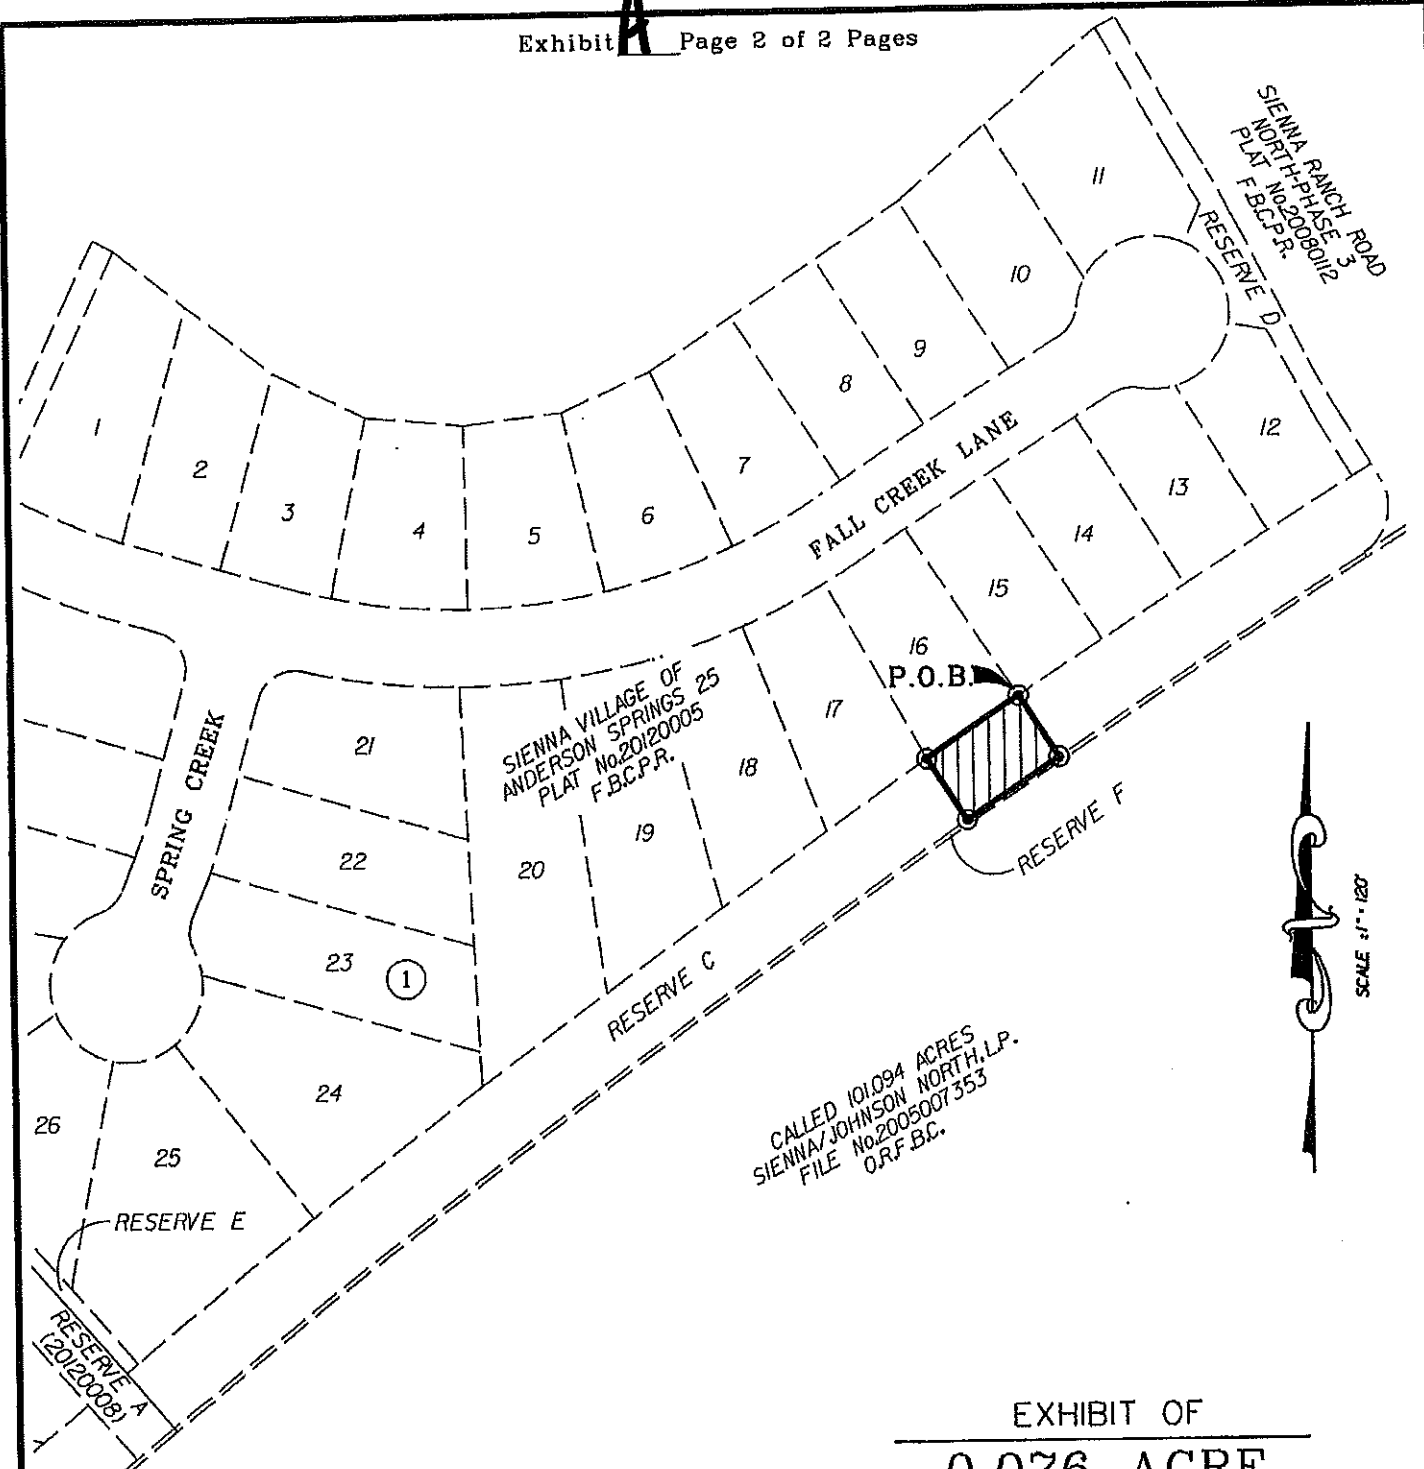 Exhibit A Page 2 of 2 Pages
SIENNA RANCH ROAD
NORTH-PHASE 3
PLAT No.20080112
F.B.C.P.R.
RESERVE D
11
10
9
8
7
6
5
4
3
2
1
FALL CREEK LANE
12
13
14
15
16
P.O.B.
17
18
19
20
21
22
23
1
24
25
26
SIENNA VILLAGE OF
ANDERSON SPRINGS 25
PLAT No.20120005
F.B.C.P.R.
SPRING CREEK
RESERVE F
RESERVE C
SCALE :1"=120'
CALLED 101.094 ACRES
SIENNA/JOHNSON NORTH,L.P.
FILE No.2005007353
O.R.F.B.C.
RESERVE E
RESERVE A
(20120008)
EXHIBIT OF
0.076 ACRE